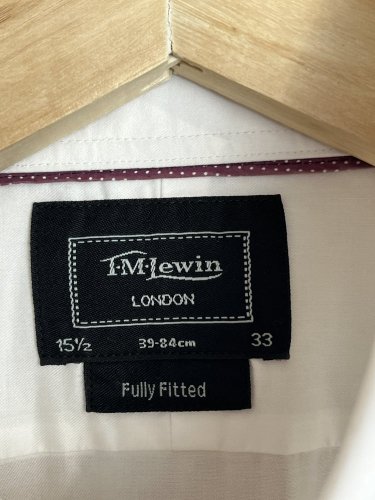 T·M·Lewin
LONDON
15½ 39-84cm 33
Fully Fitted